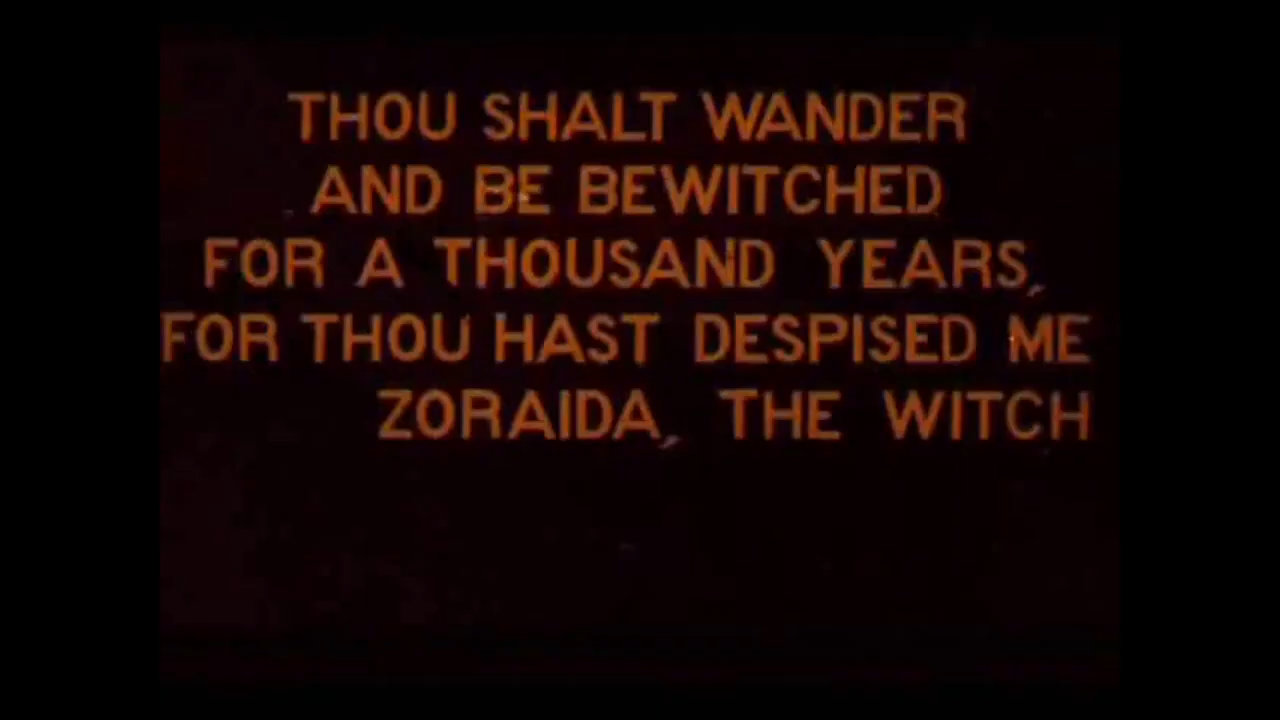 THOU SHALT WANDER
AND BE BEWITCHED
FOR A THOUSAND YEARS,
FOR THOU HAST DESPISED ME
ZORAIDA, THE WITCH